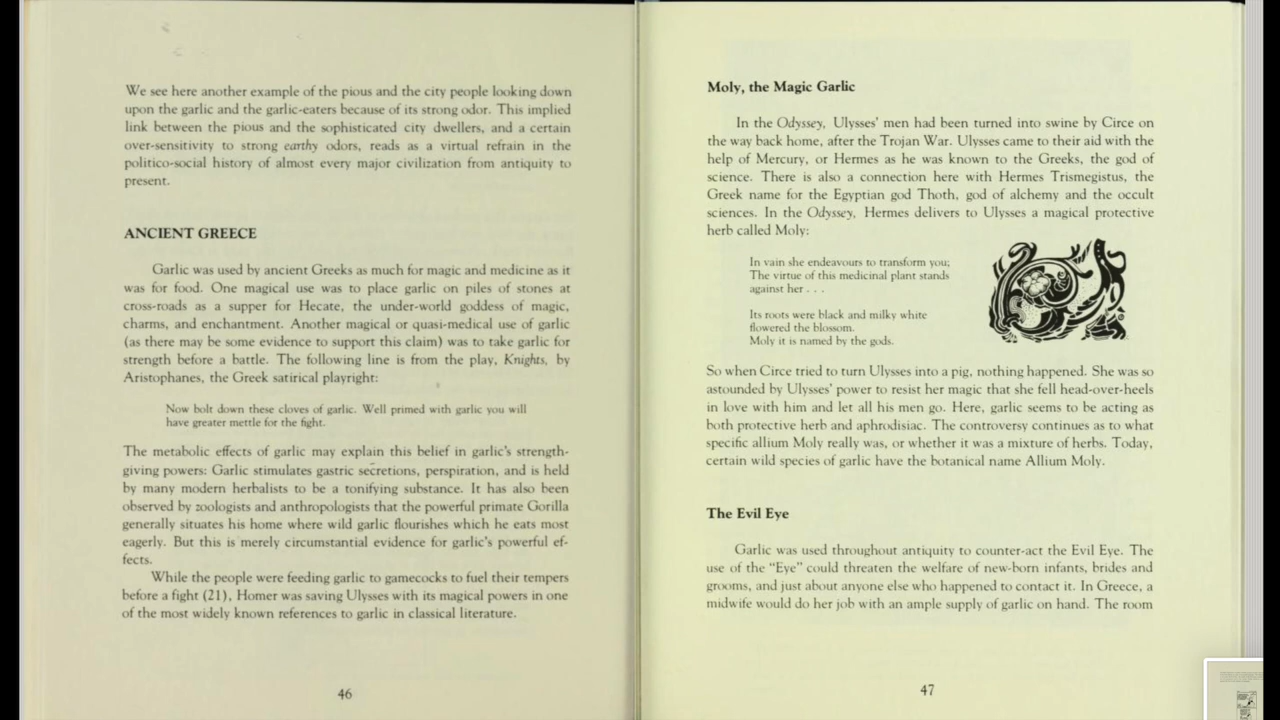 We see here another example of the pious and the city people looking down
upon the garlic and the garlic-eaters because of its strong odor. This implied
link between the pious and the sophisticated city dwellers, and a certain
over-sensitivity to strong earthy odors, reads as a virtual refrain in the
politico-social history of almost every major civilization from antiquity to
present.
ANCIENT GREECE
Garlic was used by ancient Greeks as much for magic and medicine as it
was for food. One magical use was to place garlic on piles of stones at
cross-roads as a supper for Hecate, the under-world goddess of magic,
charms, and enchantment. Another magical or quasi-medical use of garlic
(as there may be some evidence to support this claim) was to take garlic for
strength before a battle. The following line is from the play, Knights, by
Aristophanes, the Greek satirical playright:
Now bolt down these cloves of garlic. Well primed with garlic you will
have greater mettle for the fight.
The metabolic effects of garlic may explain this belief in garlic's strength-
giving powers: Garlic stimulates gastric secretions, perspiration, and is held
by many modern herbalists to be a tonifying substance. It has also been
observed by zoologists and anthropologists that the powerful primate Gorilla
generally situates his home where wild garlic flourishes which he eats most
eagerly. But this is merely circumstantial evidence for garlic's powerful ef-
fects.
While the people were feeding garlic to gamecocks to fuel their tempers
before a fight (21), Homer was saving Ulysses with its magical powers in one
of the most widely known references to garlic in classical literature.
46
Moly, the Magic Garlic
In the Odyssey, Ulysses' men had been turned into swine by Circe on
the way back home, after the Trojan War. Ulysses came to their aid with the
help of Mercury, or Hermes as he was known to the Greeks, the god of
science. There is also a connection here with Hermes Trismegistus, the
Greek name for the Egyptian god Thoth, god of alchemy and the occult
sciences. In the Odyssey, Hermes delivers to Ulysses a magical protective
herb called Moly:
In vain she endeavours to transform you;
The virtue of this medicinal plant stands
against her . . .
Its roots were black and milky white
flowered the blossom.
Moly it is named by the gods.
So when Circe tried to turn Ulysses into a pig, nothing happened. She was so
astounded by Ulysses' power to resist her magic that she fell head-over-heels
in love with him and let all his men go. Here, garlic seems to be acting as
both protective herb and aphrodisiac. The controversy continues as to what
specific allium Moly really was, or whether it was a mixture of herbs. Today,
certain wild species of garlic have the botanical name Allium Moly.
The Evil Eye
Garlic was used throughout antiquity to counter-act the Evil Eye. The
use of the "Eye" could threaten the welfare of new-born infants, brides and
grooms, and just about anyone else who happened to contact it. In Greece, a
midwife would do her job with an ample supply of garlic on hand. The room
47